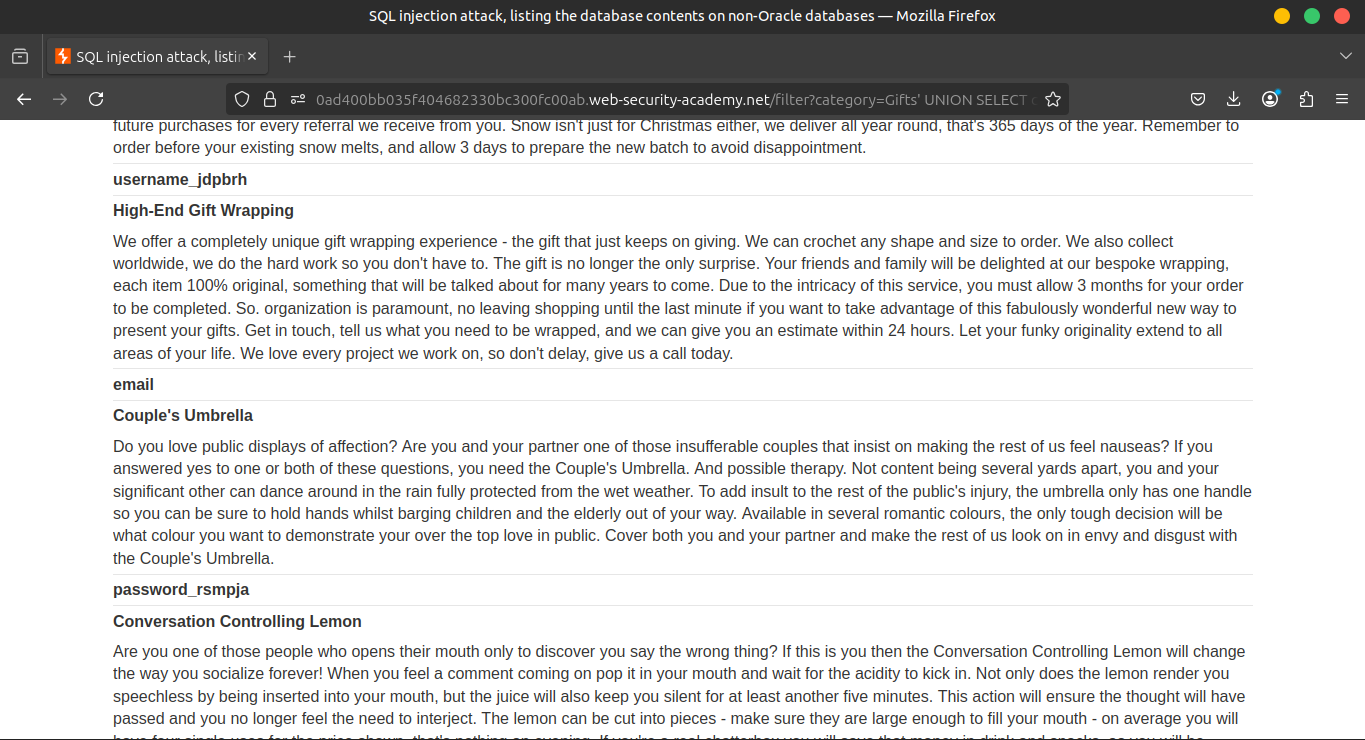 SQL injection attack, listing the database contents on non-Oracle databases — Mozilla Firefox
SQL injection attack, listin
0ad400bb035f404682330bc300fc00ab.web-security-academy.net/filter?category=Gifts' UNION SELECT
future purchases for every referral we receive from you. Snow isn't just for Christmas either, we deliver all year round, that's 365 days of the year. Remember to
order before your existing snow melts, and allow 3 days to prepare the new batch to avoid disappointment.
username_jdpbrh
High-End Gift Wrapping
We offer a completely unique gift wrapping experience - the gift that just keeps on giving. We can crochet any shape and size to order. We also collect
worldwide, we do the hard work so you don't have to. The gift is no longer the only surprise. Your friends and family will be delighted at our bespoke wrapping,
each item 100% original, something that will be talked about for many years to come. Due to the intricacy of this service, you must allow 3 months for your order
to be completed. So. organization is paramount, no leaving shopping until the last minute if you want to take advantage of this fabulously wonderful new way to
present your gifts. Get in touch, tell us what you need to be wrapped, and we can give you an estimate within 24 hours. Let your funky originality extend to all
areas of your life. We love every project we work on, so don't delay, give us a call today.
email
Couple's Umbrella
Do you love public displays of affection? Are you and your partner one of those insufferable couples that insist on making the rest of us feel nauseas? If you
answered yes to one or both of these questions, you need the Couple's Umbrella. And possible therapy. Not content being several yards apart, you and your
significant other can dance around in the rain fully protected from the wet weather. To add insult to the rest of the public's injury, the umbrella only has one handle
so you can be sure to hold hands whilst barging children and the elderly out of your way. Available in several romantic colours, the only tough decision will be
what colour you want to demonstrate your over the top love in public. Cover both you and your partner and make the rest of us look on in envy and disgust with
the Couple's Umbrella.
password_rsmpja
Conversation Controlling Lemon
Are you one of those people who opens their mouth only to discover you say the wrong thing? If this is you then the Conversation Controlling Lemon will change
the way you socialize forever! When you feel a comment coming on pop it in your mouth and wait for the acidity to kick in. Not only does the lemon render you
speechless by being inserted into your mouth, but the juice will also keep you silent for at least another five minutes. This action will ensure the thought will have
passed and you no longer feel the need to interject. The lemon can be cut into pieces - make sure they are large enough to fill your mouth - on average you will